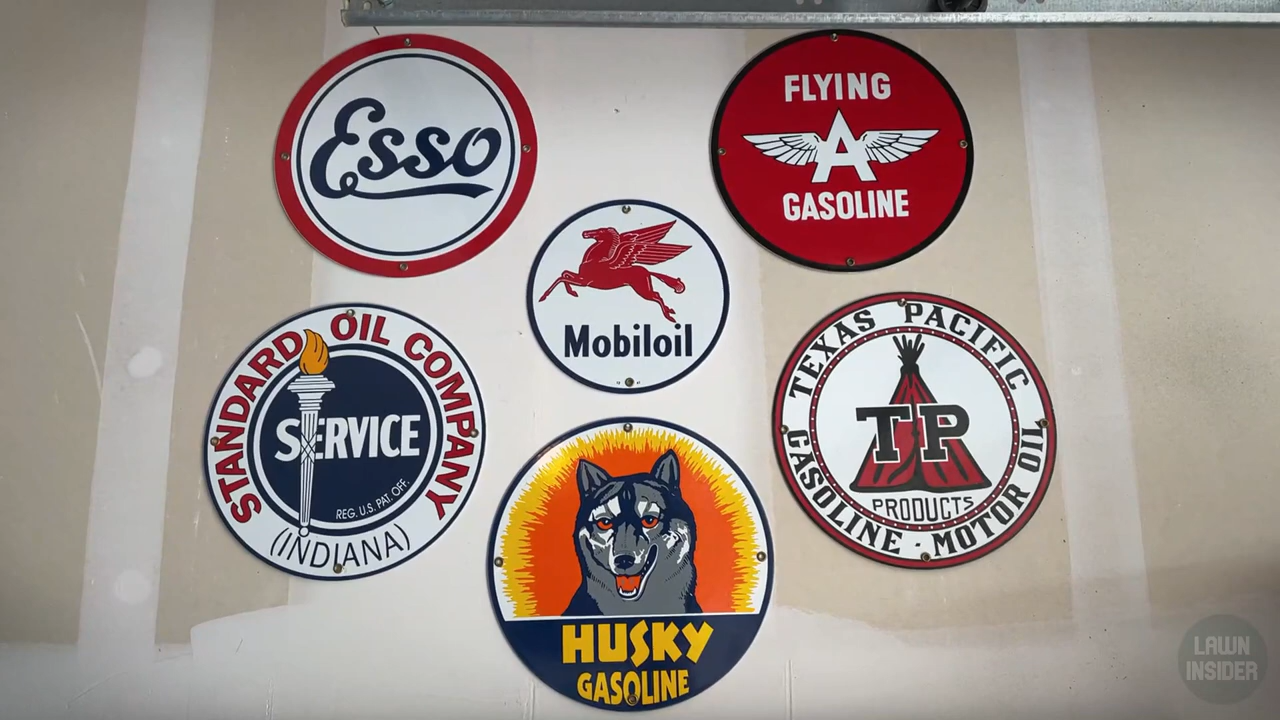 Esso
FLYING
A
GASOLINE
Mobiloil
STANDARD OIL COMPANY
SERVICE
REG. U.S. PAT. OFF.
(INDIANA)
TEXAS PACIFIC
TP
PRODUCTS
GASOLINE · MOTOR OIL
HUSKY
GASOLINE
LAWN
INSIDER